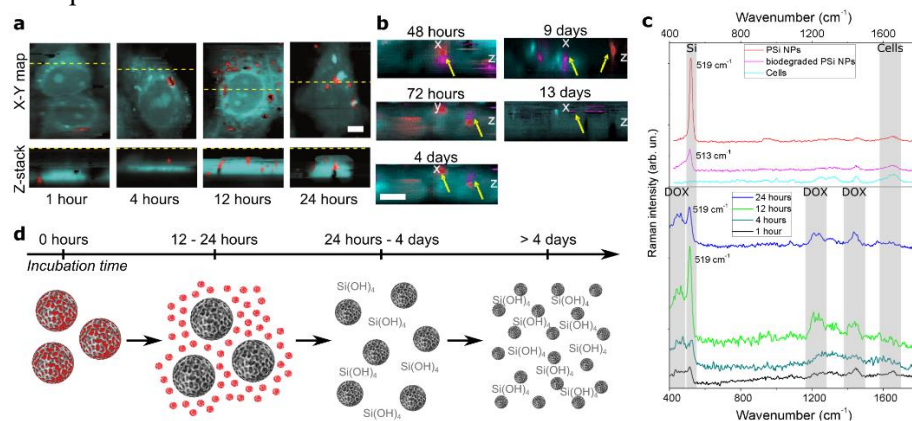 a
X-Y map
Z-stack
1 hour
4 hours
12 hours
24 hours
b
48 hours
x
z
72 hours
y
z
4 days
x
z
9 days
x
z
13 days
x
z
c
Wavenumber (cm⁻¹)
400 800 1200 1600
Si
Cells
PSi NPs
biodegraded PSi NPs
Cells
519 cm⁻¹
513 cm⁻¹
DOX
DOX
DOX
24 hours
12 hours
4 hours
1 hour
519 cm⁻¹
519 cm⁻¹
Raman intensity (arb. un.)
400 800 1200 1600
Wavenumber (cm⁻¹)
d
0 hours
12 - 24 hours
24 hours - 4 days
> 4 days
Incubation time
Si(OH)₄
Si(OH)₄
Si(OH)₄
Si(OH)₄
Si(OH)₄
Si(OH)₄
Si(OH)₄ Si(OH)₄
Si(OH)₄
Si(OH)₄ Si(OH)₄